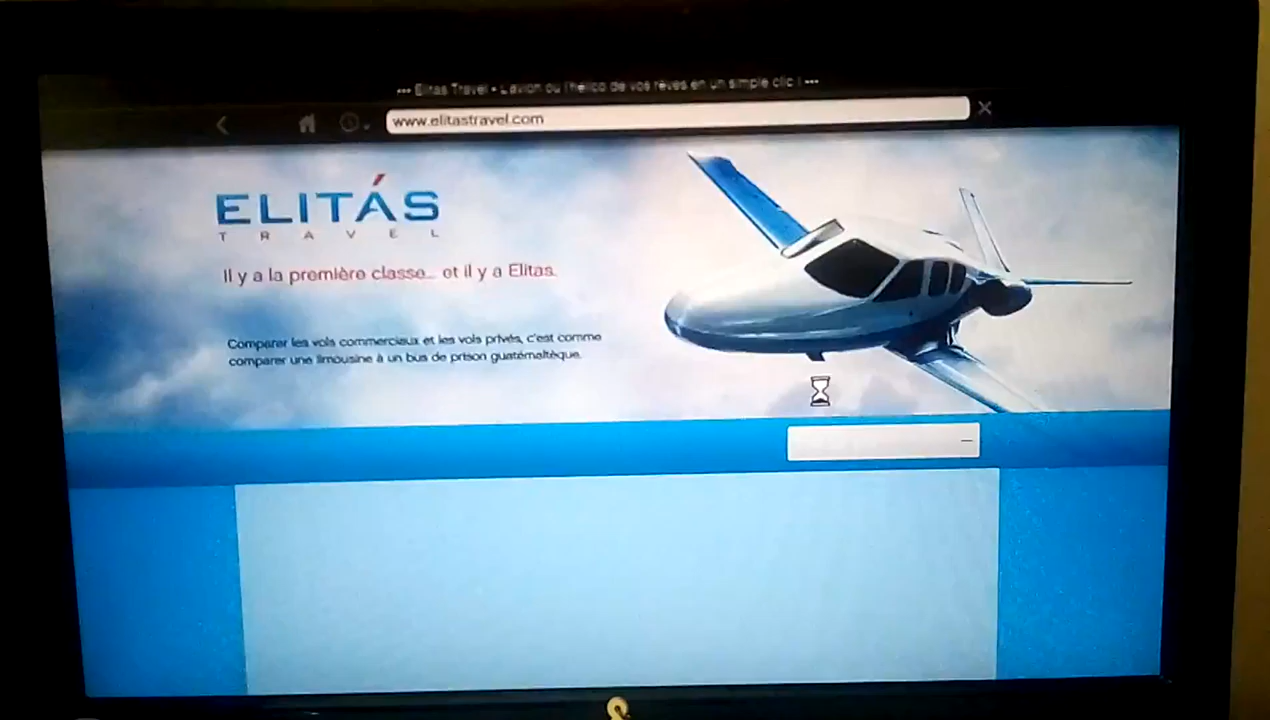 ••• Elitas Travel • L'avion ou l'hélico de vos rêves en un simple clic ! •••
www.elitastravel.com
ELITÁS
TRAVEL
Il y a la première classe... et il y a Elitas.
Comparer les vols commerciaux et les vols privés, c'est comme
comparer une limousine à un bus de prison guatémaltèque.